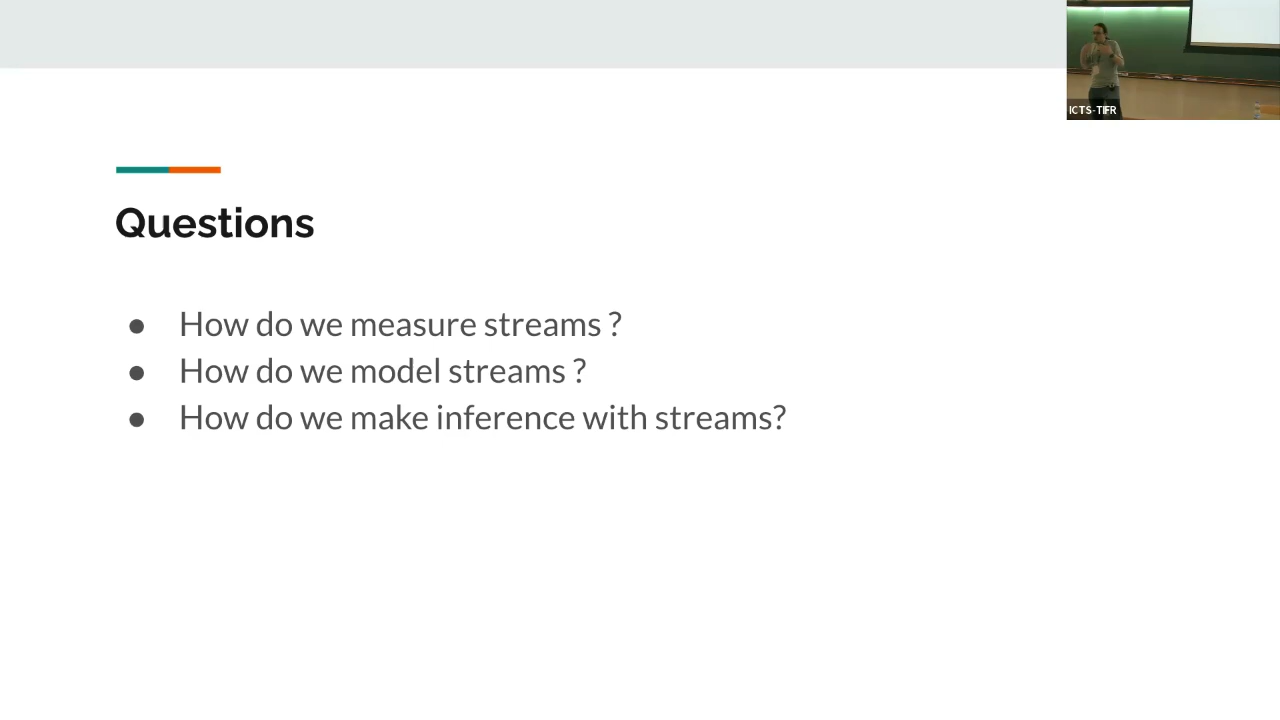 ICTS-TIFR
Questions
● How do we measure streams ?
● How do we model streams ?
● How do we make inference with streams?